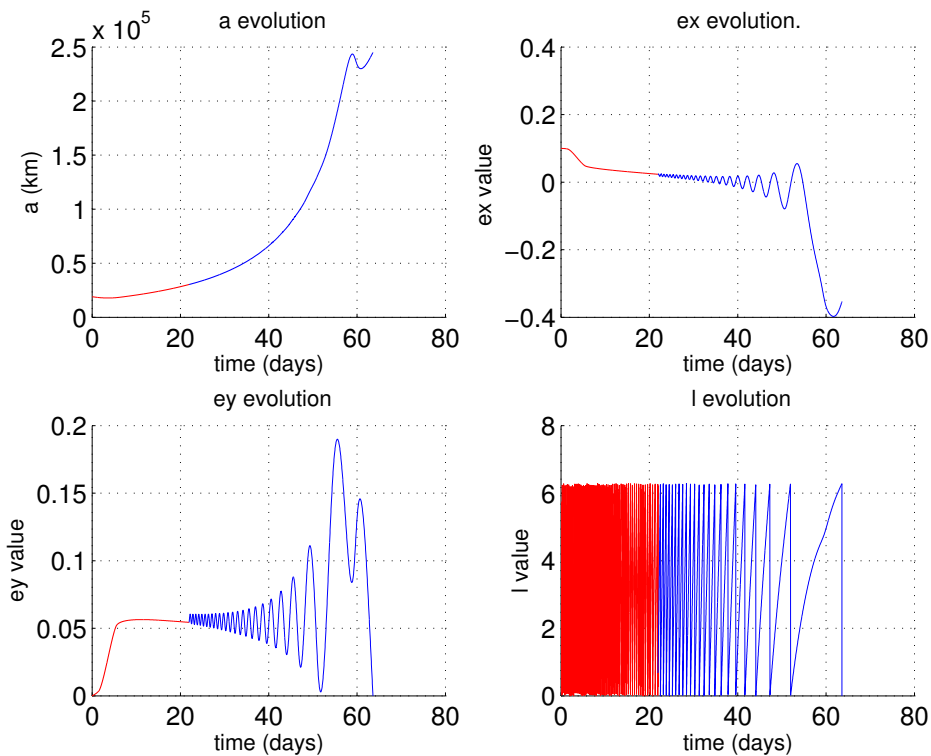 a evolution
x 10^5
2.5
2
1.5
1
0.5
0
0 20 40 60 80
a (km)
time (days)
ex evolution.
0.4
0.2
0
−0.2
−0.4
0 20 40 60 80
ex value
time (days)
ey evolution
0.2
0.15
0.1
0.05
0
0 20 40 60 80
ey value
time (days)
l evolution
8
6
4
2
0
0 20 40 60 80
l value
time (days)